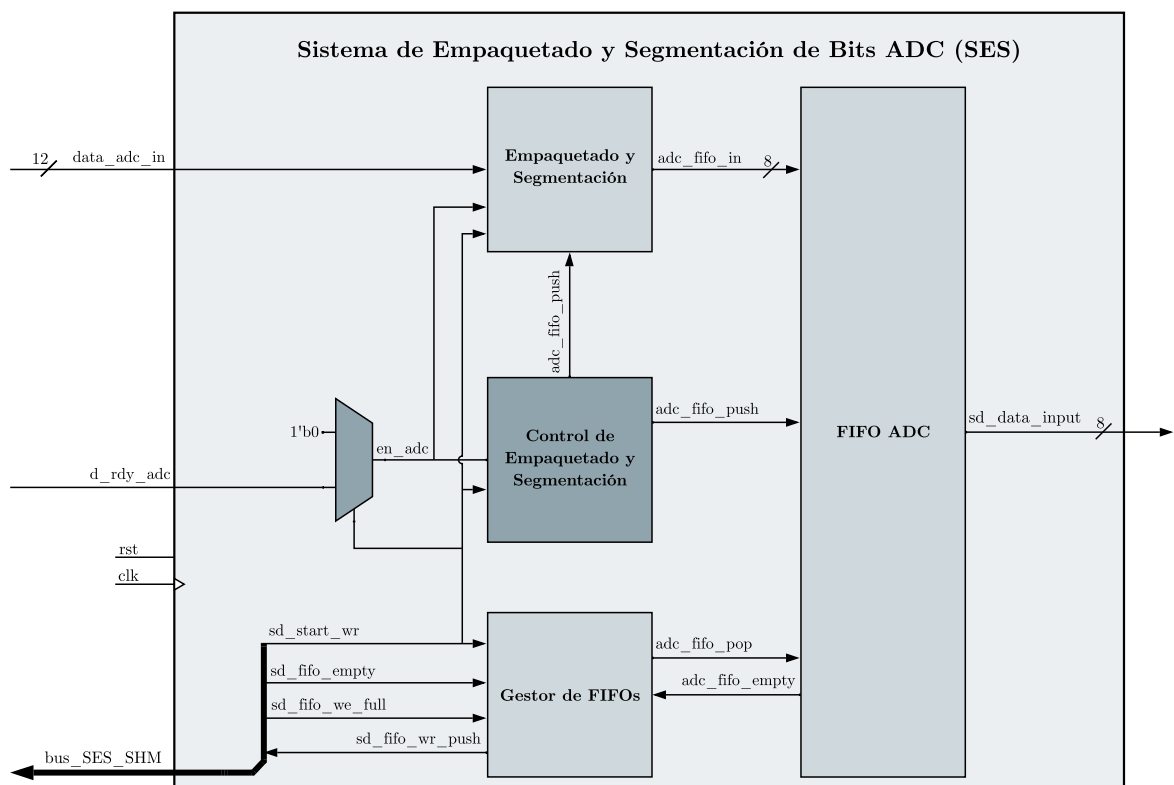 Sistema de Empaquetado y Segmentación de Bits ADC (SES)
12
data_adc_in
Empaquetado y
Segmentación
adc_fifo_in
8
adc_fifo_push
1'b0
en_adc
d_rdy_adc
Control de
Empaquetado y
Segmentación
adc_fifo_push
FIFO ADC
sd_data_input
8
rst
clk
sd_start_wr
sd_fifo_empty
sd_fifo_we_full
sd_fifo_wr_push
Gestor de FIFOs
adc_fifo_pop
adc_fifo_empty
bus_SES_SHM